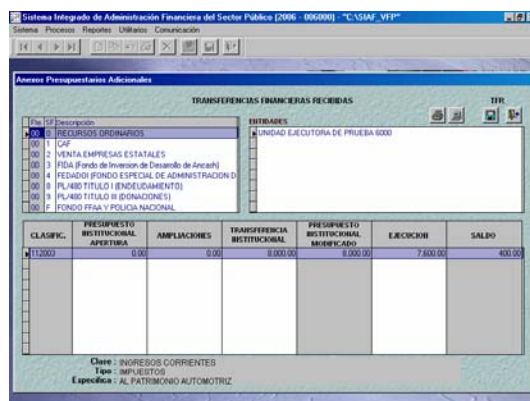 Sistema Integrado de Administración Financiera del Sector Público (2006 - 006000) - "C:\SIAF_VFP"
Sistema Procesos Reportes Utilitarios Comunicación
Anexos Presupuestarios Adicionales
TRANSFERENCIAS FINANCIERAS RECIBIDAS TFR
Fte. SF Descripción
00 0 RECURSOS ORDINARIOS
00 1 CAF
00 2 VENTA EMPRESAS ESTATALES
00 3 FIDA (Fondo de Inversion de Desarollo de Ancash)
00 4 FEDADOI (FONDO ESPECIAL DE ADMINISTRACION D
00 8 PL/480 TITULO I (ENDEUDAMIENTO)
00 9 PL/480 TITULO III (DONACIONES)
00 F FONDO FFAA Y POLICIA NACIONAL
ENTIDADES
UNIDAD EJECUTORA DE PRUEBA 6000
CLASIFIC. PRESUPUESTO INSTITUCIONAL APERTURA AMPLIACIONES TRANSFERENCIA INSTITUCIONAL PRESUPUESTO INSTITUCIONAL MODIFICADO EJECUCION SALDO
112003 0.00 0.00 8,000.00 8,000.00 7,600.00 400.00
Clase : INGRESOS CORRIENTES
Tipo : IMPUESTOS
Especifica : AL PATRIMONIO AUTOMOTRIZ